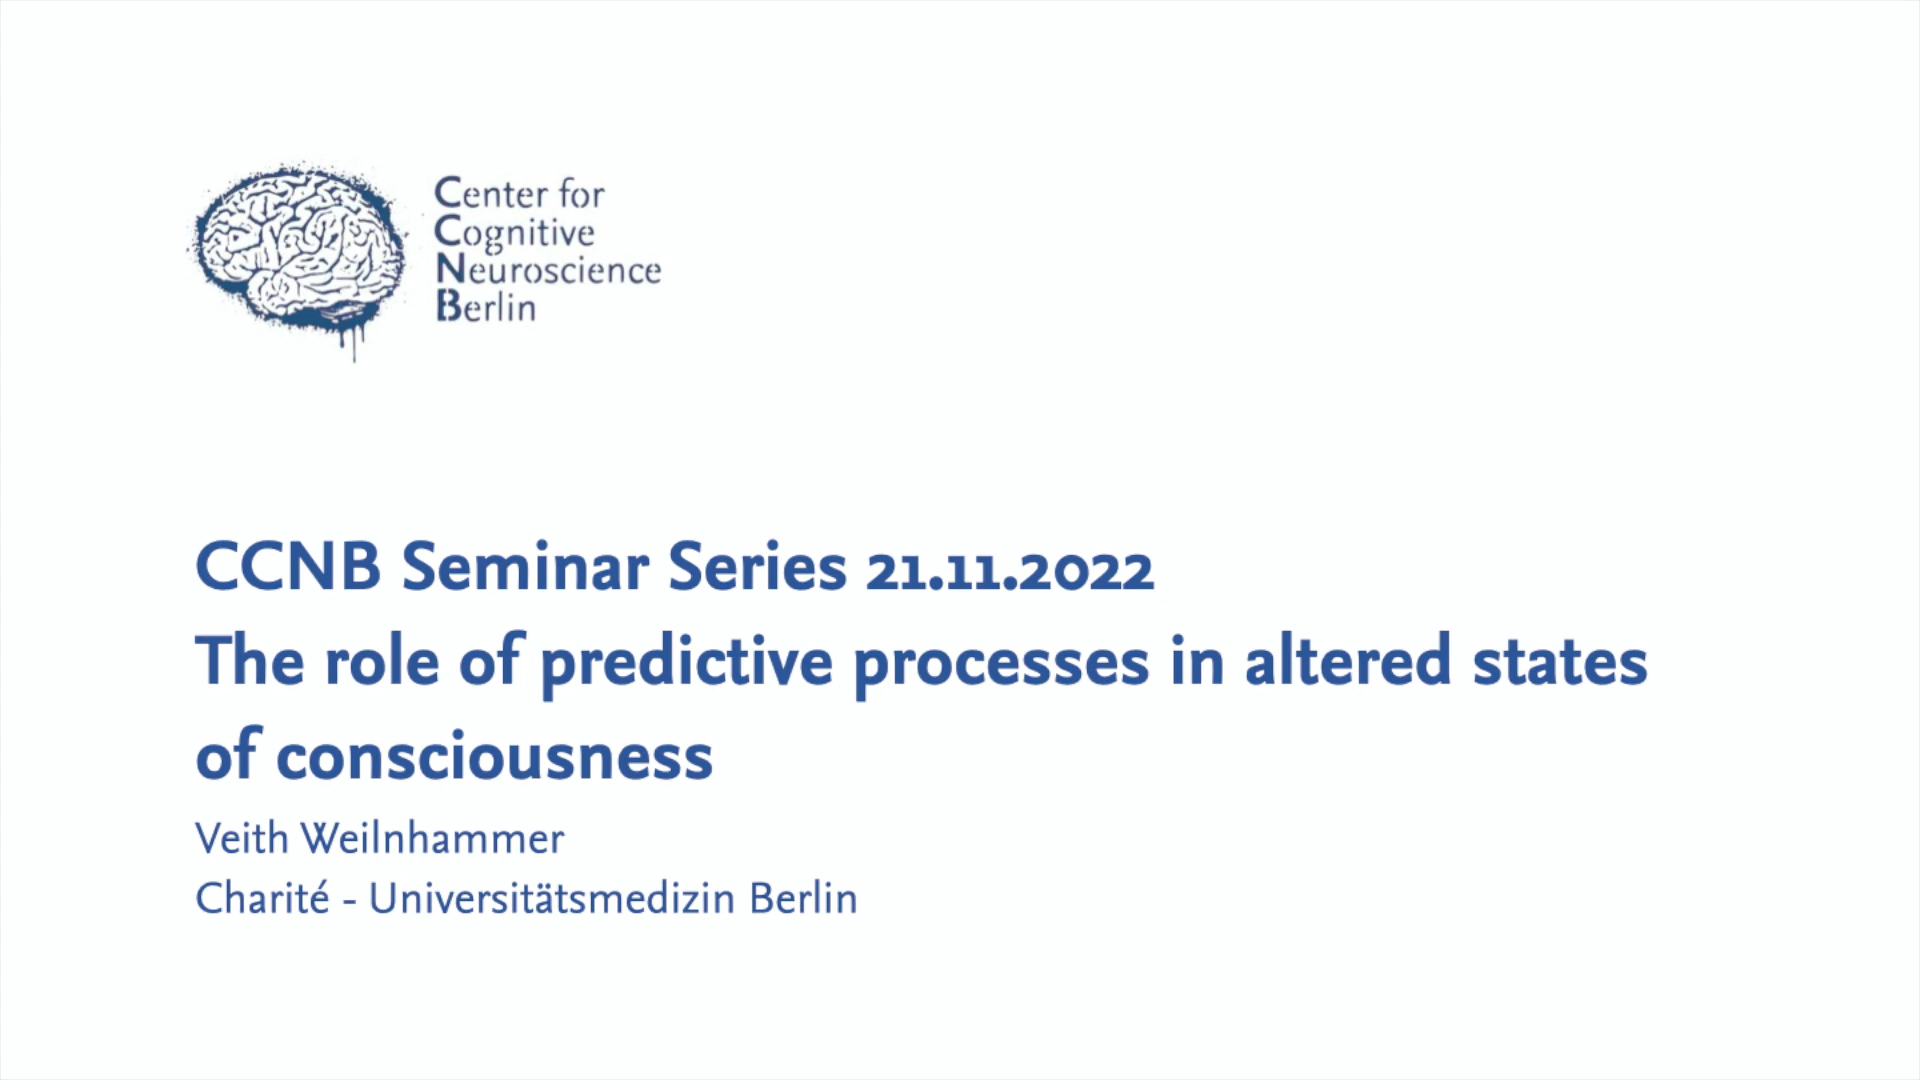 Center for
Cognitive
Neuroscience
Berlin
CCNB Seminar Series 21.11.2022
The role of predictive processes in altered states
of consciousness
Veith Weilnhammer
Charité - Universitätsmedizin Berlin